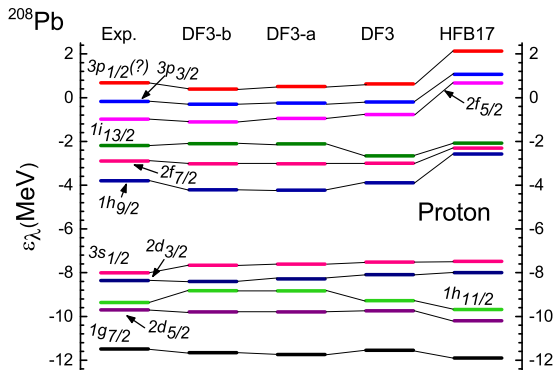 ²⁰⁸Pb
Exp. DF3-b DF3-a DF3 HFB17
2 2
3p₁/₂(?) 3p₃/₂
0 0
2f₅/₂
1i₁₃/₂
-2 -2
2f₇/₂
-4 -4
1h₉/₂
ελ(MeV)
Proton
-6 -6
3s₁/₂ 2d₃/₂
-8 -8
1h₁₁/₂
-10 -10
1g₇/₂ 2d₅/₂
-12 -12